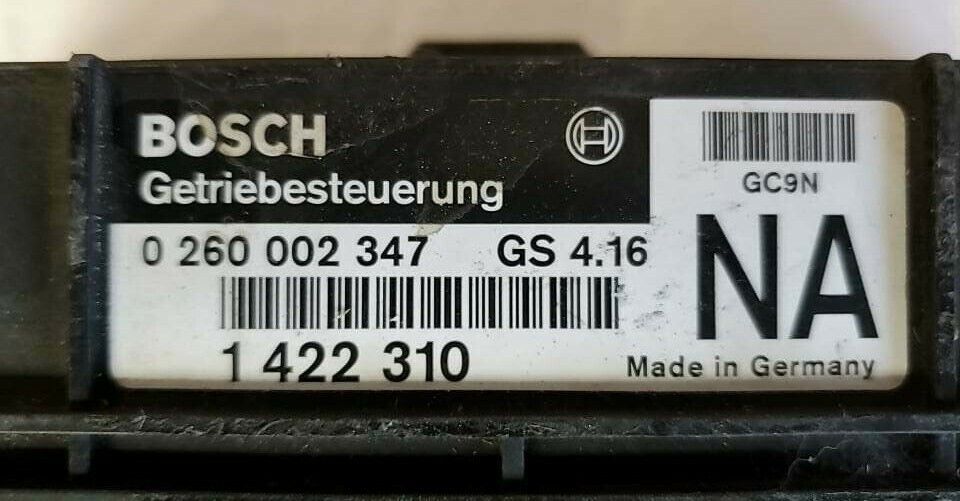 BOSCH
Getriebesteuerung
GC9N
0 260 002 347 GS 4.16
NA
1 422 310
Made in Germany